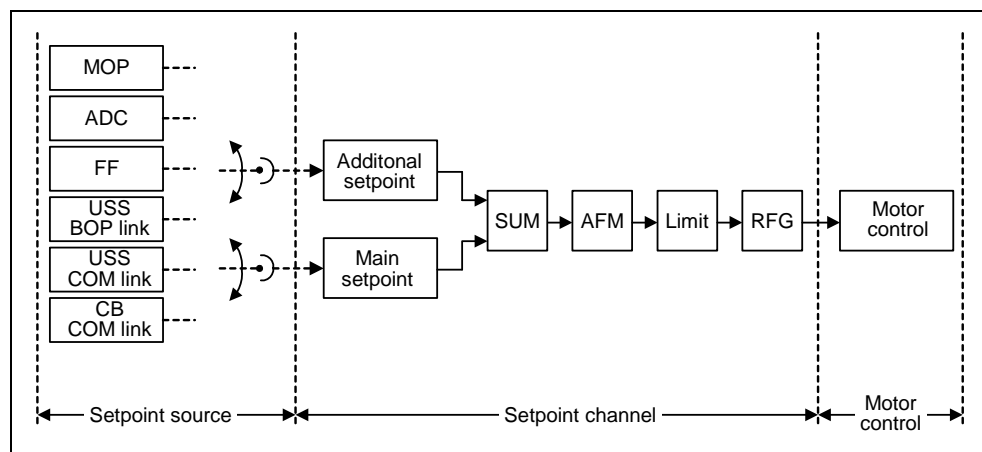 MOP
ADC
FF
USS
BOP link
USS
COM link
CB
COM link
Additonal
setpoint
Main
setpoint
SUM
AFM
Limit
RFG
Motor
control
Setpoint source
Setpoint channel
Motor
control